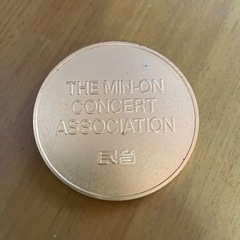 THE MIN-ON
CONCERT
ASSOCIATION
民音